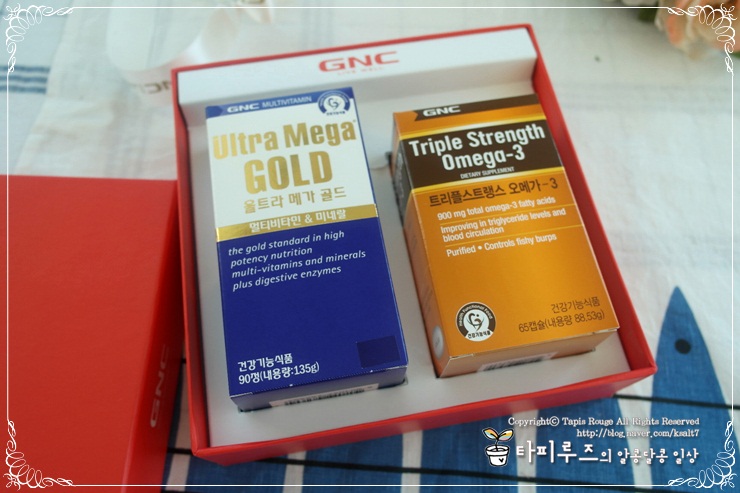 GNC
LIVE WELL
GNC MULTIVITAMIN
Ultra Mega
GOLD
울트라 메가 골드
멀티비타민 & 미네랄
the gold standard in high
potency nutrition
multi-vitamins and minerals
plus digestive enzymes
건강기능식품
90정(내용량:135g)
GNC
Triple Strength
Omega-3
DIETARY SUPPLEMENT
트리플스트랭스 오메가-3
900 mg total omega-3 fatty acids
Improving in triglyceride levels and
blood circulation
Purified • Controls fishy burps
건강기능식품
65캡슐(내용량 88.53g)
GNC
Copyright© Tapis Rouge All Rights Reserved
http://blog.naver.com/ksalt7
타피루즈의 알콩달콩 일상